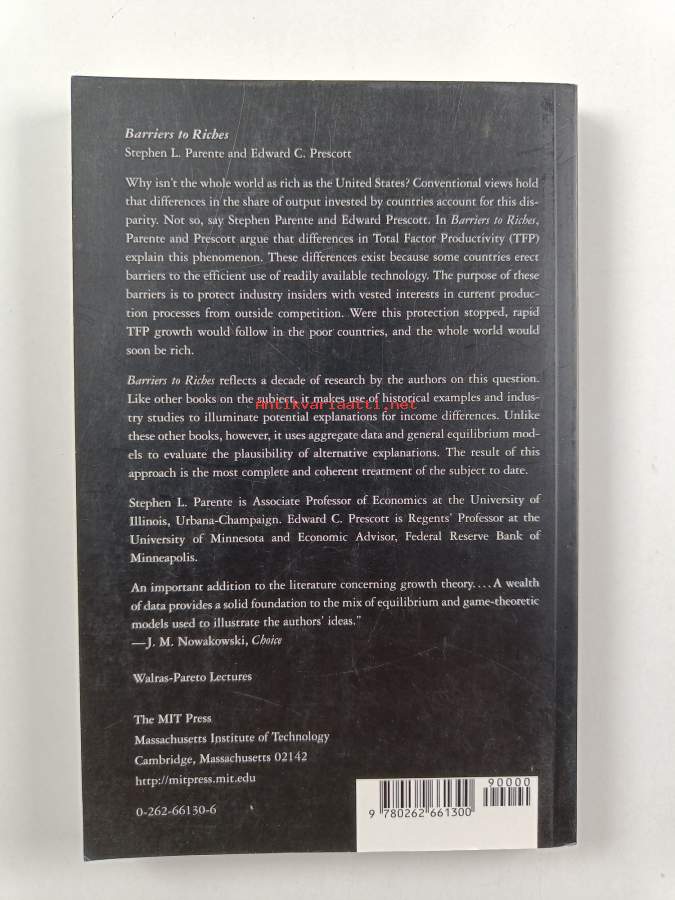 Barriers to Riches
Stephen L. Parente and Edward C. Prescott
Why isn't the whole world as rich as the United States? Conventional views hold
that differences in the share of output invested by countries account for this dis-
parity. Not so, say Stephen Parente and Edward Prescott. In Barriers to Riches,
Parente and Prescott argue that differences in Total Factor Productivity (TFP)
explain this phenomenon. These differences exist because some countries erect
barriers to the efficient use of readily available technology. The purpose of these
barriers is to protect industry insiders with vested interests in current produc-
tion processes from outside competition. Were this protection stopped, rapid
TFP growth would follow in the poor countries, and the whole world would
soon be rich.
Barriers to Riches reflects a decade of research by the authors on this question.
Like other books on the subject, it makes use of historical examples and indus-
Antikvariaatti.net
try studies to illuminate potential explanations for income differences. Unlike
these other books, however, it uses aggregate data and general equilibrium mod-
els to evaluate the plausibility of alternative explanations. The result of this
approach is the most complete and coherent treatment of the subject to date.
Stephen L. Parente is Associate Professor of Economics at the University of
Illinois, Urbana-Champaign. Edward C. Prescott is Regents' Professor at the
University of Minnesota and Economic Advisor, Federal Reserve Bank of
Minneapolis.
An important addition to the literature concerning growth theory. . . . A wealth
of data provides a solid foundation to the mix of equilibrium and game-theoretic
models used to illustrate the authors' ideas."
—J. M. Nowakowski, Choice
Walras-Pareto Lectures
The MIT Press
Massachusetts Institute of Technology
Cambridge, Massachusetts 02142
http://mitpress.mit.edu
0-262-66130-6
90000
9 780262 661300